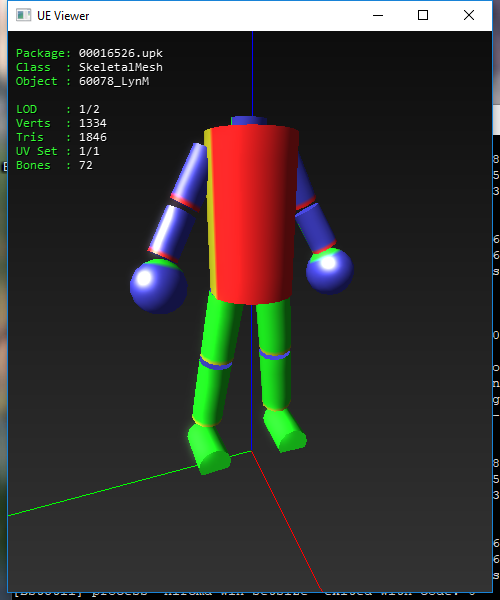 UE Viewer
Package: 00016526.upk
Class  : SkeletalMesh
Object : 60078_LynM
LOD    : 1/2
Verts  : 1334
Tris   : 1846
UV Set : 1/1
Bones  : 72